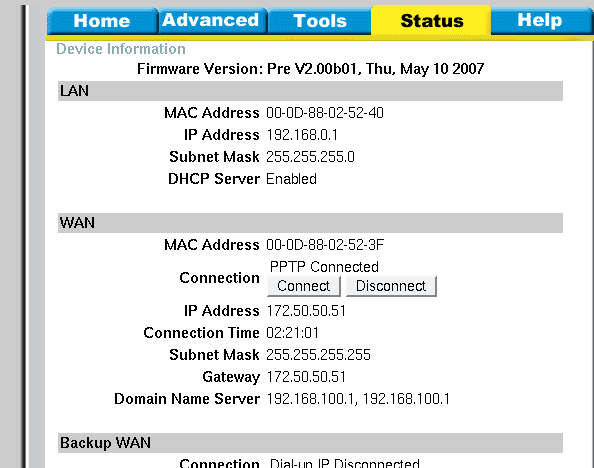 Home Advanced Tools Status Help
Device Information
Firmware Version: Pre V2.00b01, Thu, May 10 2007
LAN
MAC Address 00-0D-88-02-52-40
IP Address 192.168.0.1
Subnet Mask 255.255.255.0
DHCP Server Enabled
WAN
MAC Address 00-0D-88-02-52-3F
Connection PPTP Connected
Connect Disconnect
IP Address 172.50.50.51
Connection Time 02:21:01
Subnet Mask 255.255.255.255
Gateway 172.50.50.51
Domain Name Server 192.168.100.1, 192.168.100.1
Backup WAN
Connection Dial-up IP Disconnected